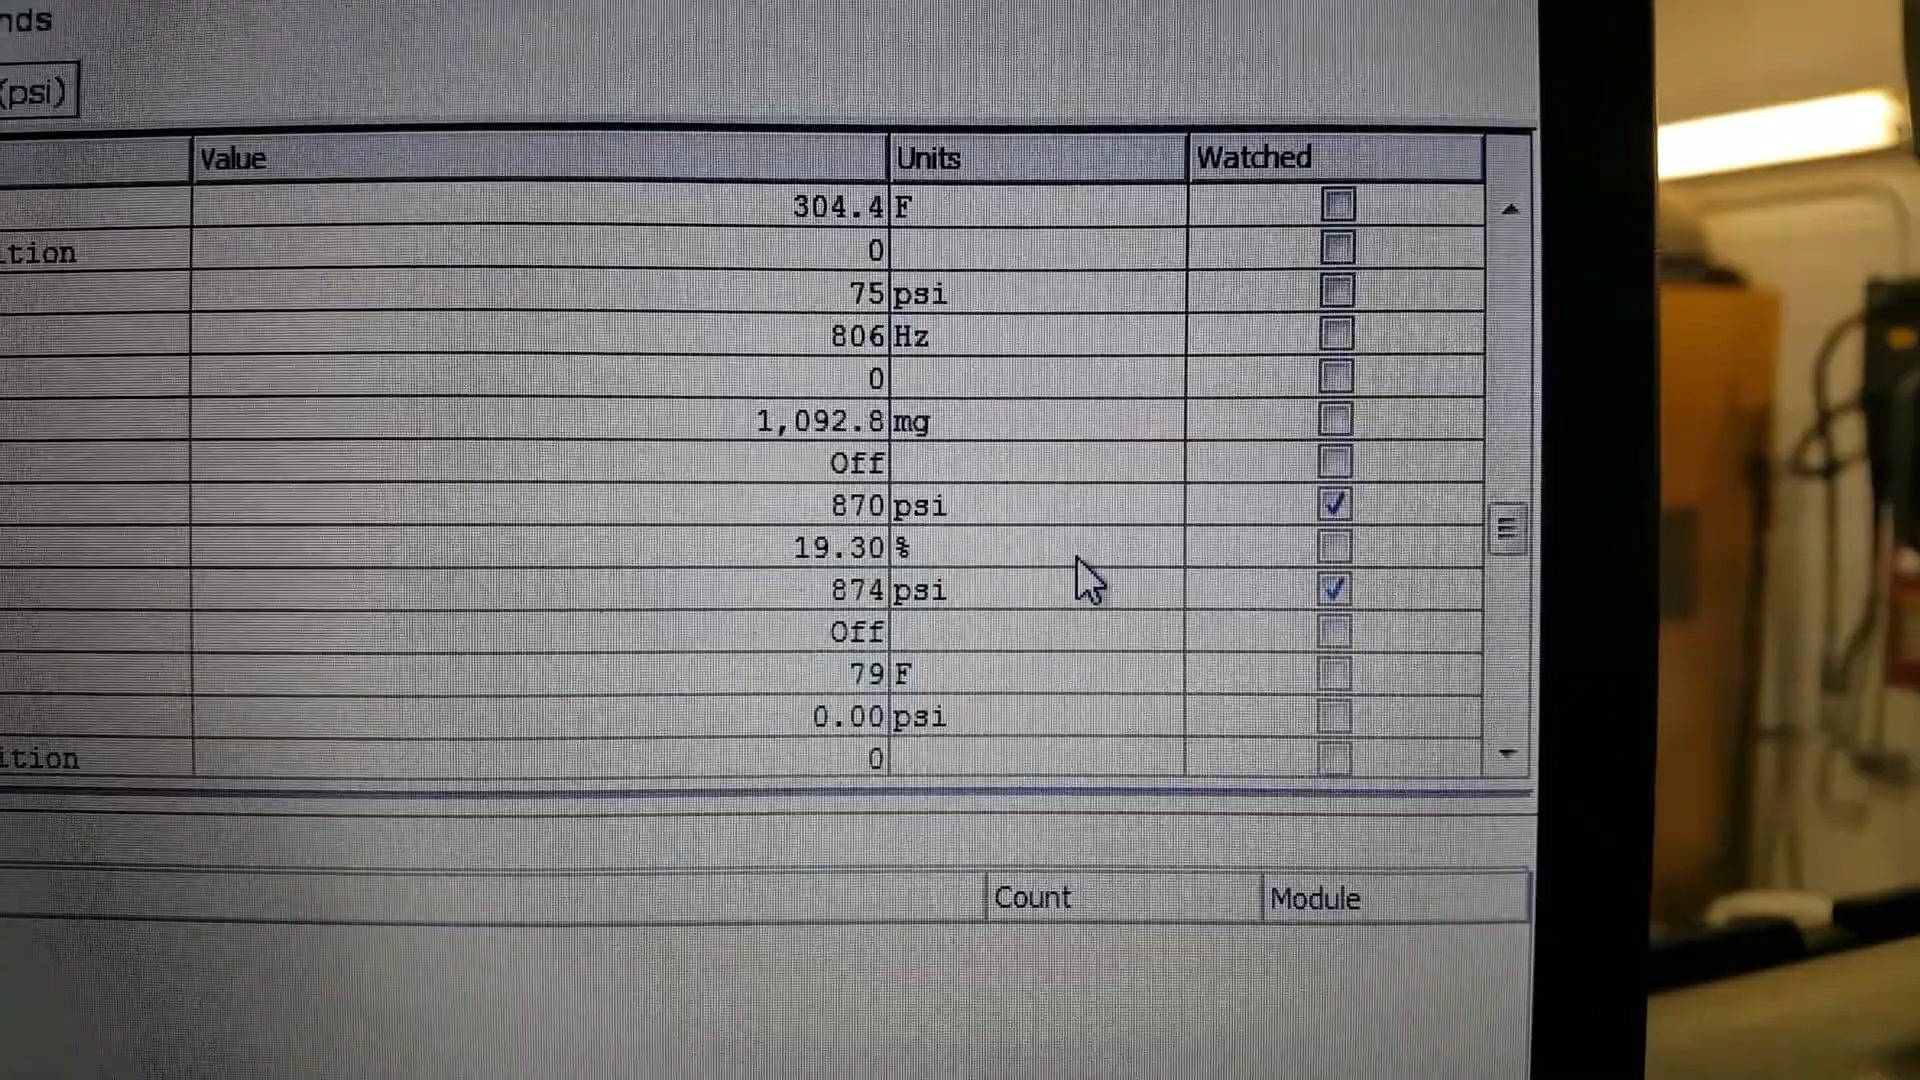 nds
(psi)
Value Units Watched
304.4 F
ition 0
75 psi
806 Hz
0
1,092.8 mg
Off
870 psi
19.30 %
874 psi
Off
79 F
0.00 psi
ition 0
Count Module